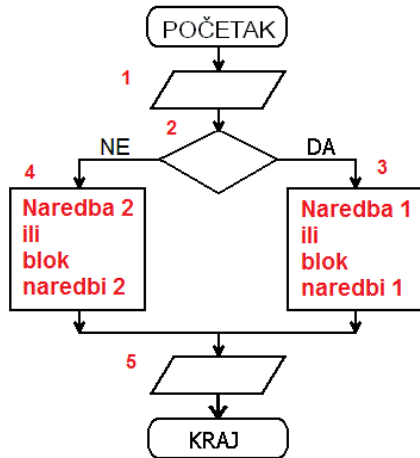 POČETAK
1
2
NE
DA
4
3
Naredba 2
ili
blok
naredbi 2
Naredba 1
ili
blok
naredbi 1
5
KRAJ